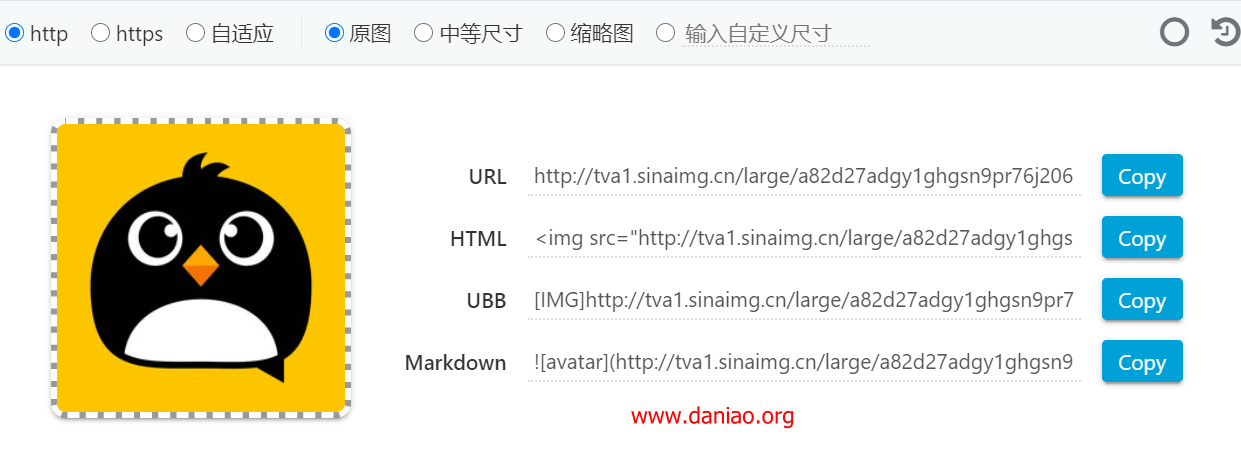 http https 自适应 原图 中等尺寸 缩略图 输入自定义尺寸
URL http://tva1.sinaimg.cn/large/a82d27adgy1ghgsn9pr76j206 Copy
HTML <img src="http://tva1.sinaimg.cn/large/a82d27adgy1ghgs Copy
UBB [IMG]http://tva1.sinaimg.cn/large/a82d27adgy1ghgsn9pr7 Copy
Markdown ![avatar](http://tva1.sinaimg.cn/large/a82d27adgy1ghgsn9 Copy
www.daniao.org